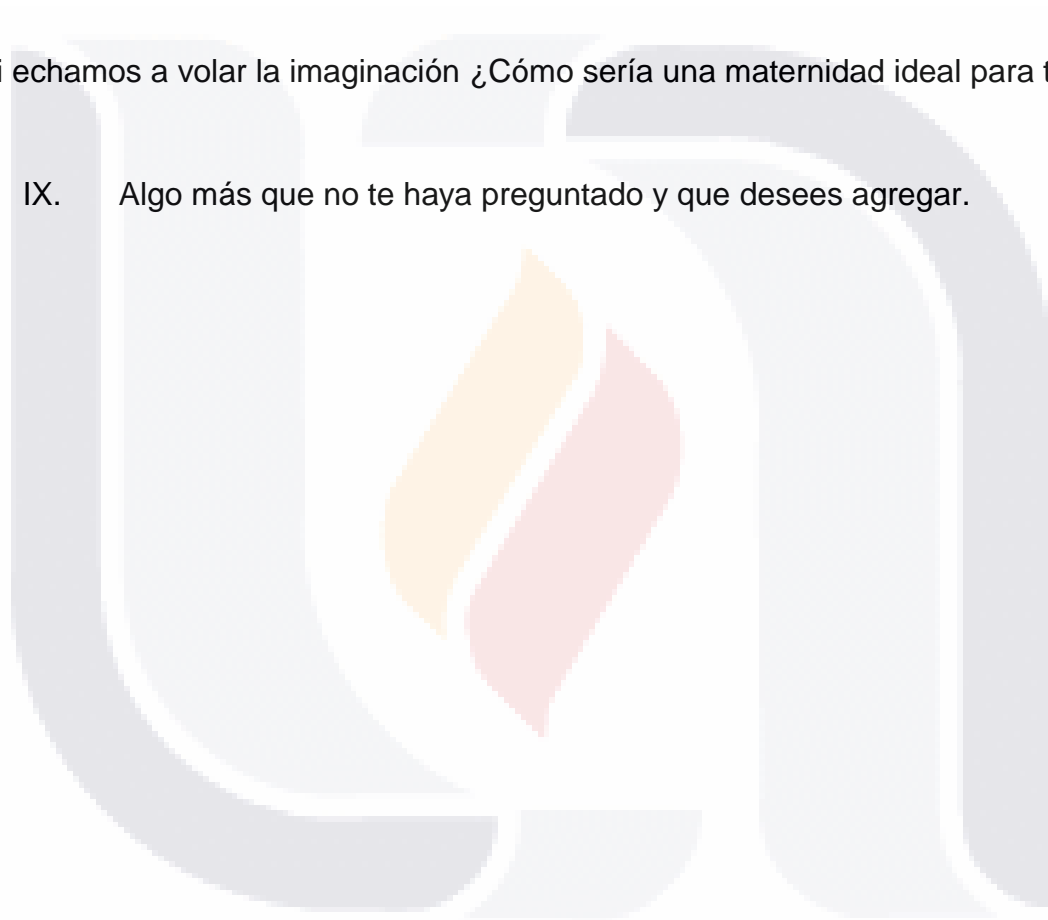 echamos a volar la imaginación ¿Cómo sería una maternidad ideal para
IX. Algo más que no te haya preguntado y que desees agregar.